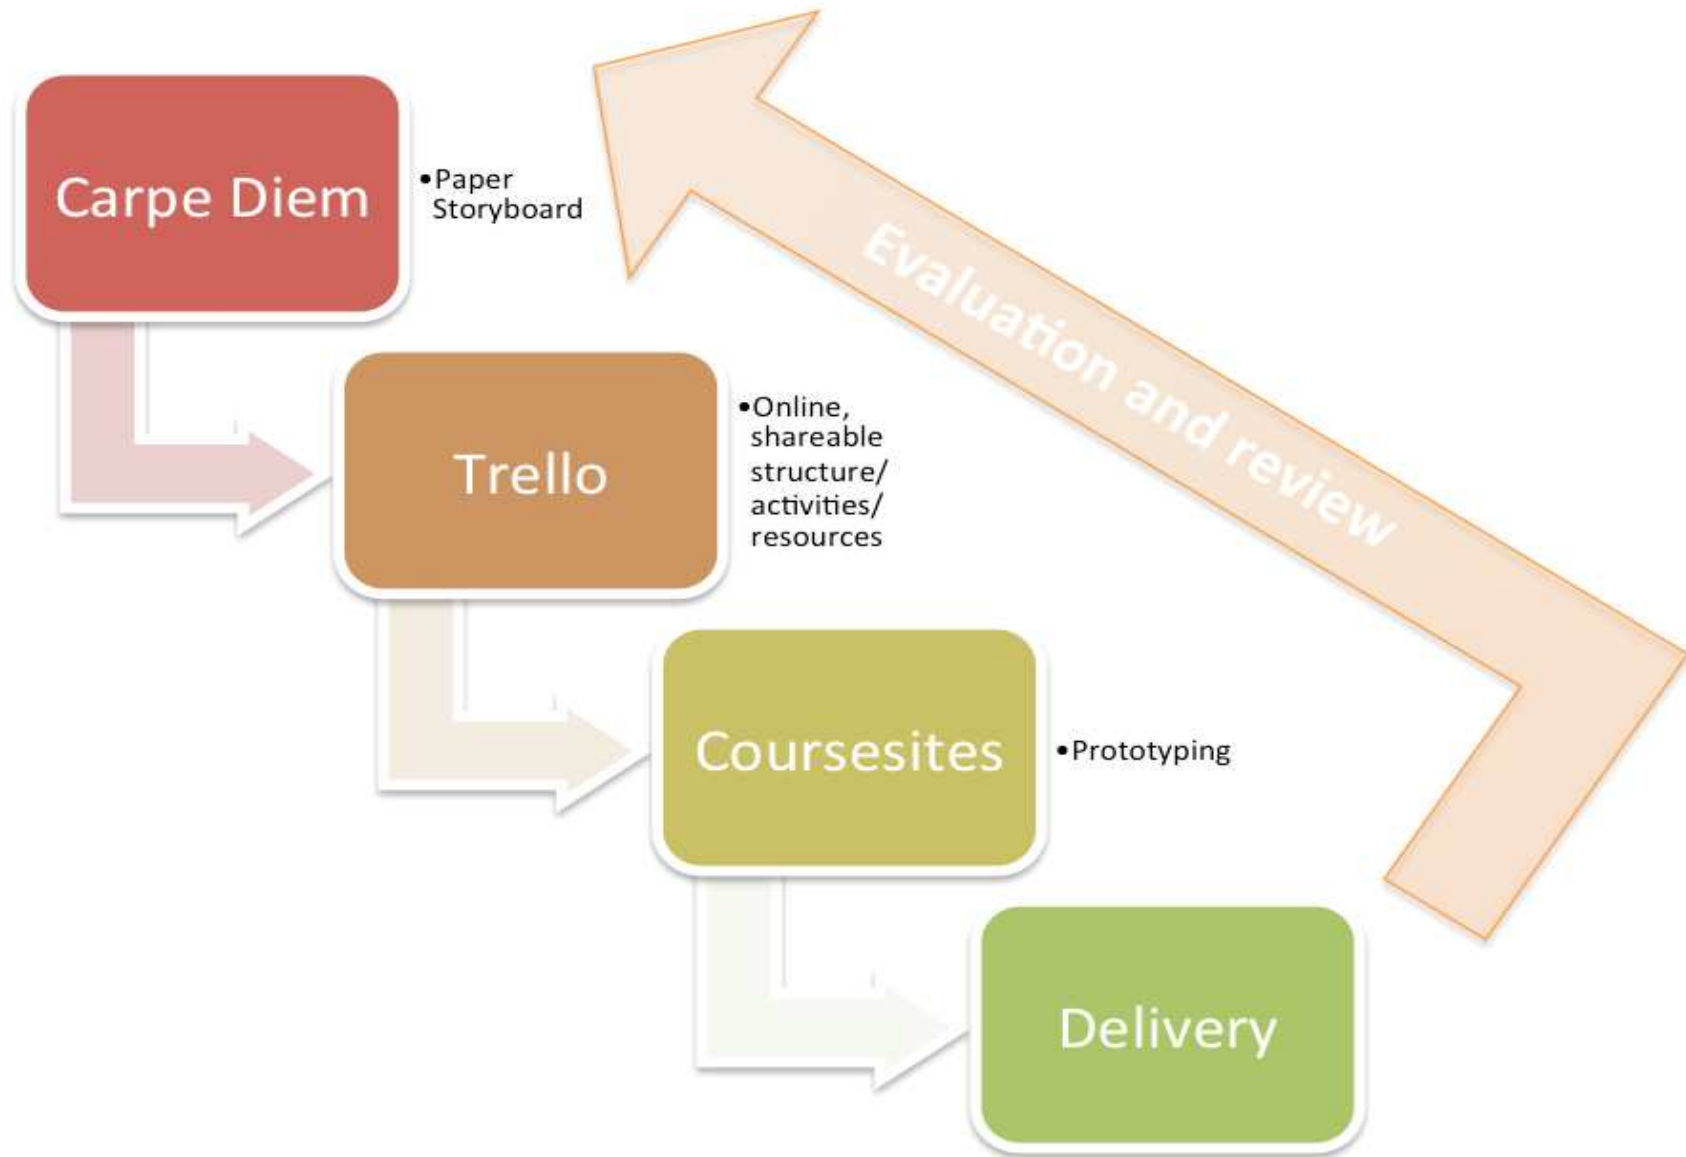 Carpe Diem
•Paper
Storyboard
Evaluation and review
Trello
•Online,
shareable
structure/
activities/
resources
Coursesites
•Prototyping
Delivery